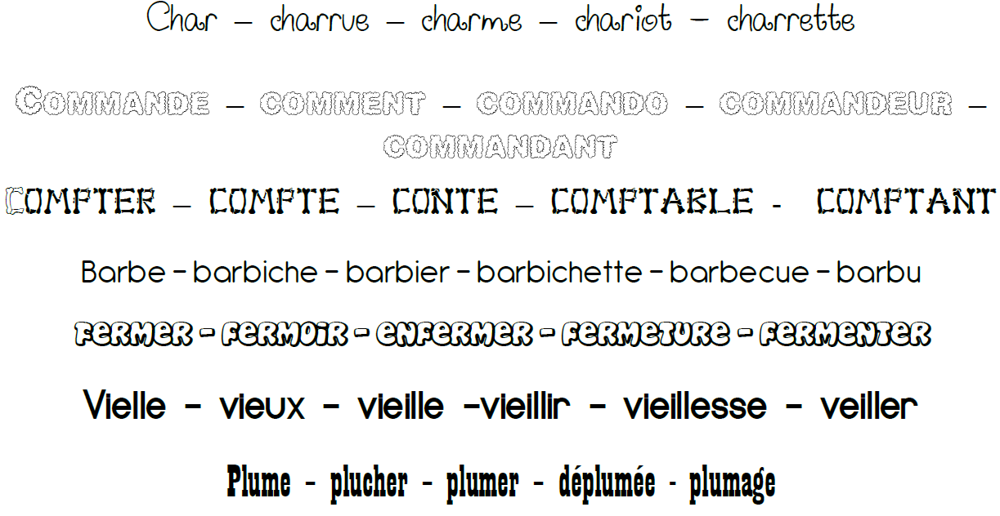 Char – charrue – charme – chariot – charrette
COMMANDE – COMMENT – COMMANDO – COMMANDEUR –
COMMANDANT
COMPTER – COMPTE – CONTE – COMPTABLE - COMPTANT
Barbe – barbiche – barbier – barbichette – barbecue – barbu
FERMER – FERMOIR – ENFERMER – FERMETURE – FERMENTER
Vielle – vieux – vieille –vieillir – vieillesse – veiller
Plume – plucher – plumer – déplumée - plumage